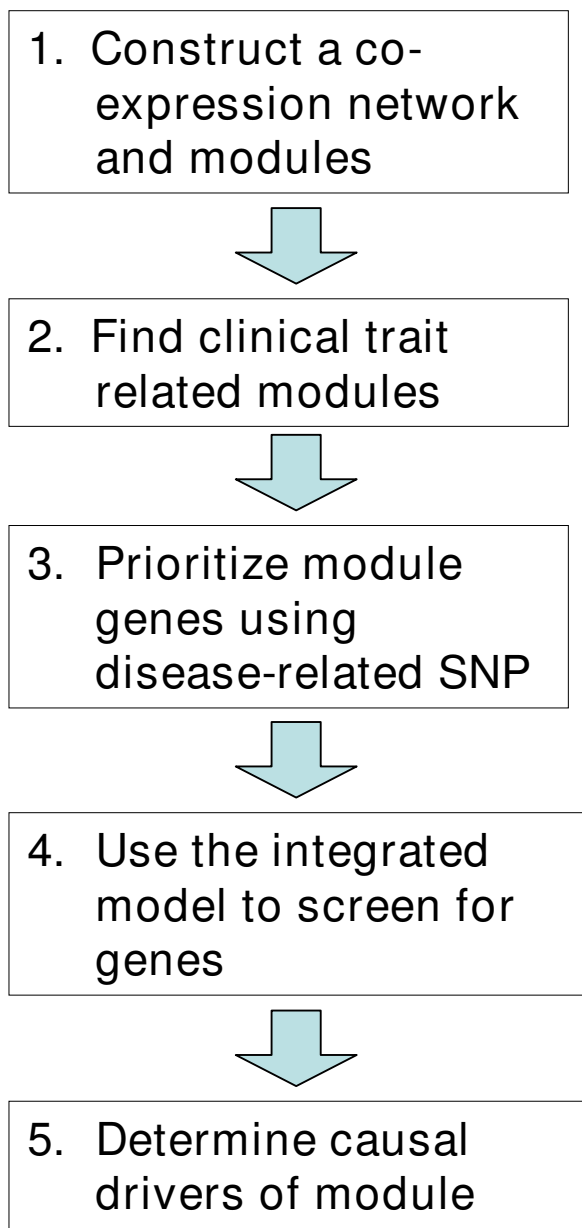 1. Construct a co-
expression network
and modules
2. Find clinical trait
related modules
3. Prioritize module
genes using
disease-related SNP
4. Use the integrated
model to screen for
genes
5. Determine causal
drivers of module